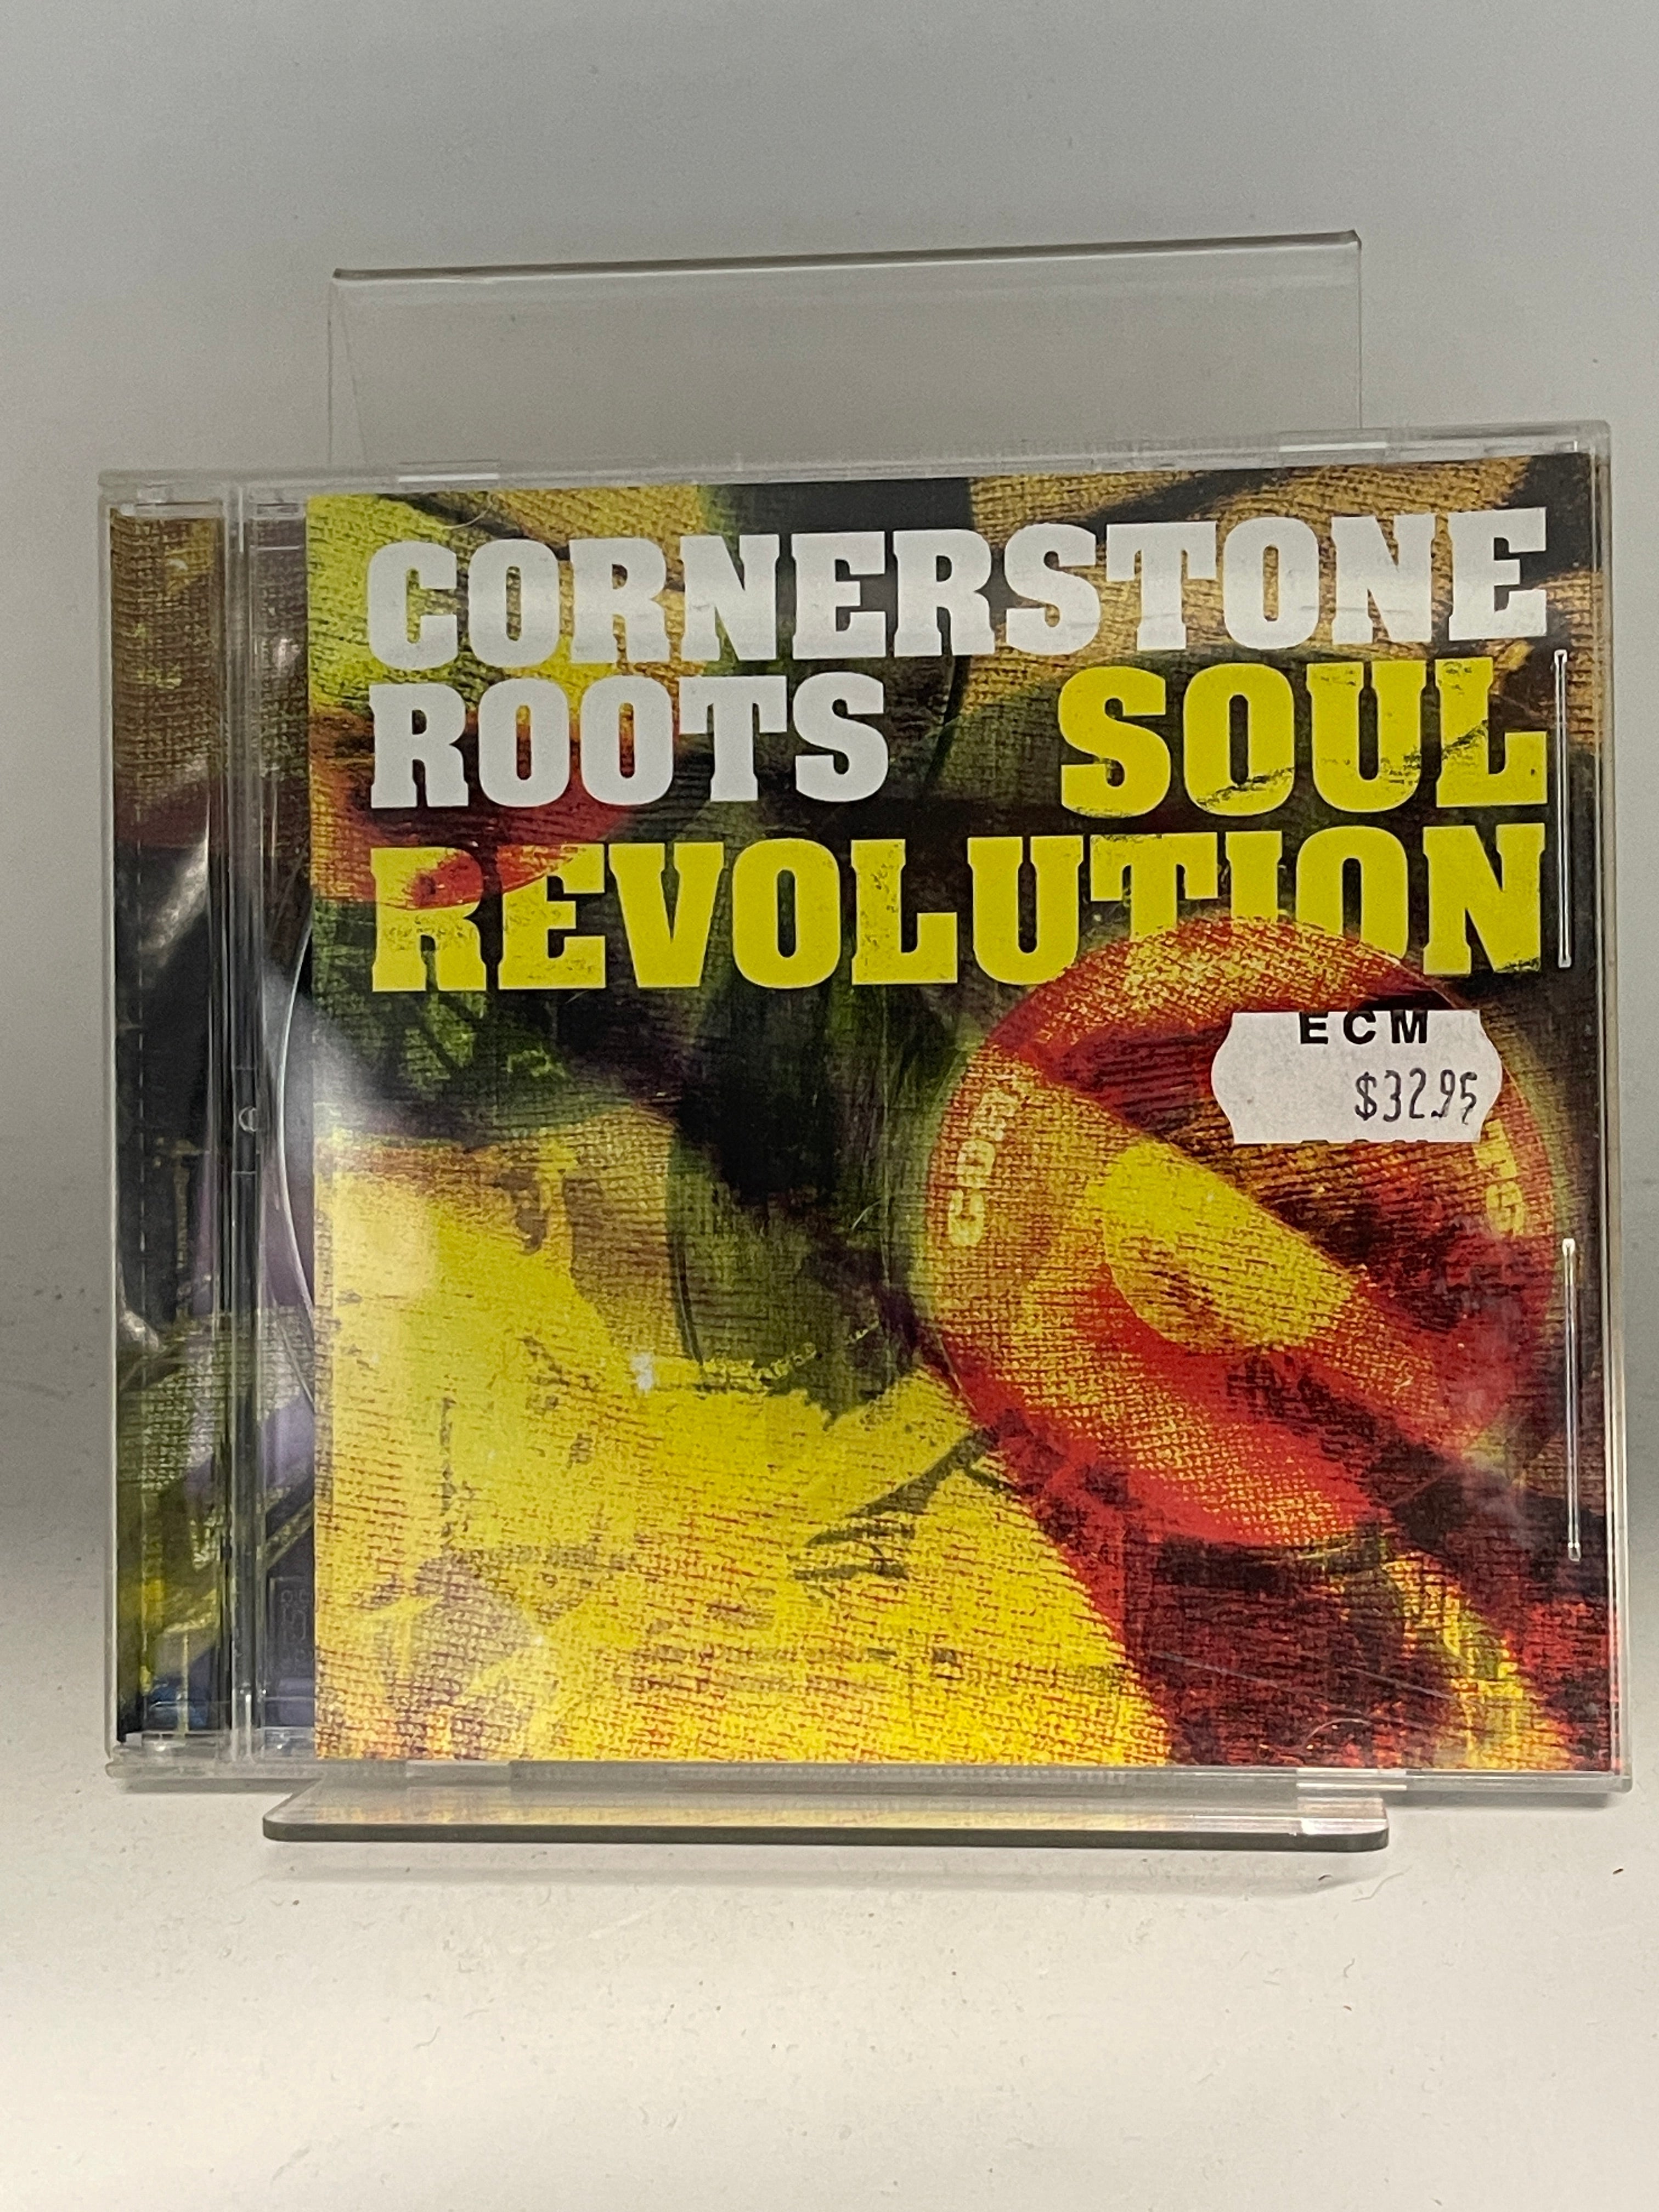 CORNERSTONE
ROOTS SOUL
REVOLUTION
ECM
$32.95